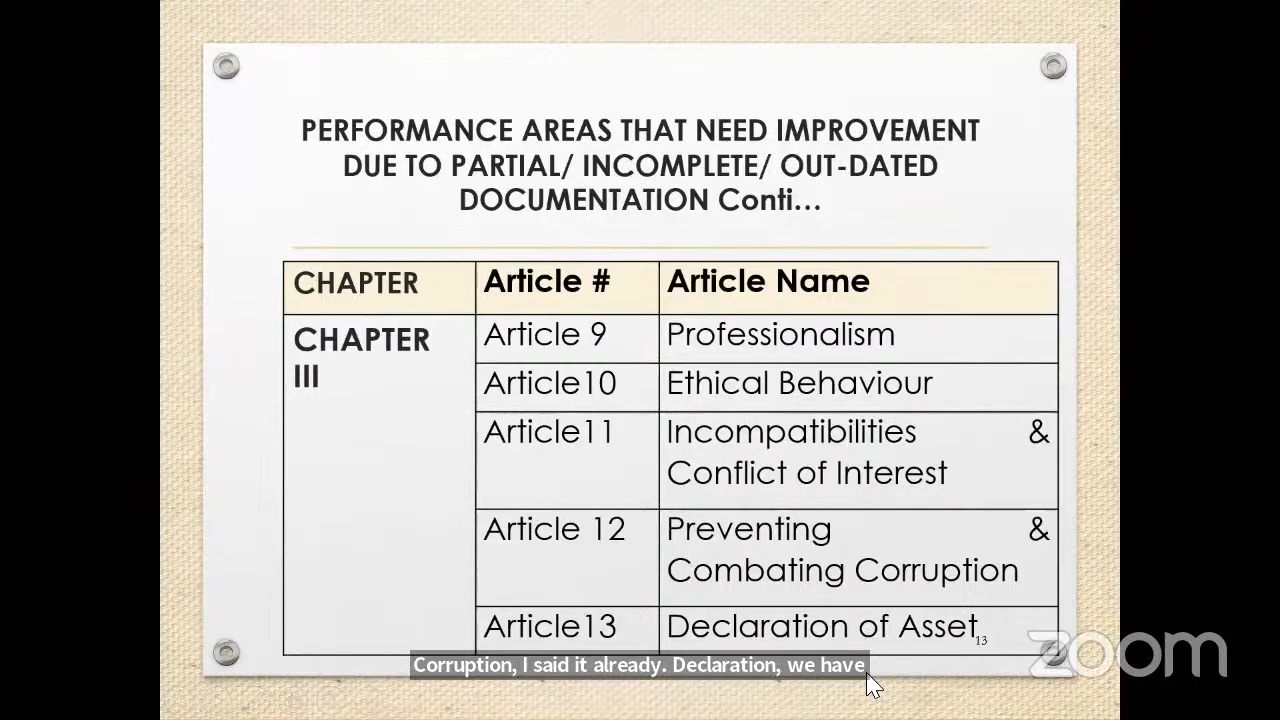 PERFORMANCE AREAS THAT NEED IMPROVEMENT
DUE TO PARTIAL/ INCOMPLETE/ OUT-DATED
DOCUMENTATION Conti...
CHAPTER Article # Article Name
CHAPTER
III
Article 9 Professionalism
Article10 Ethical Behaviour
Article11 Incompatibilities &
Conflict of Interest
Article 12 Preventing &
Combating Corruption
Article13 Declaration of Asset
13
zoom
Corruption, I said it already. Declaration, we have